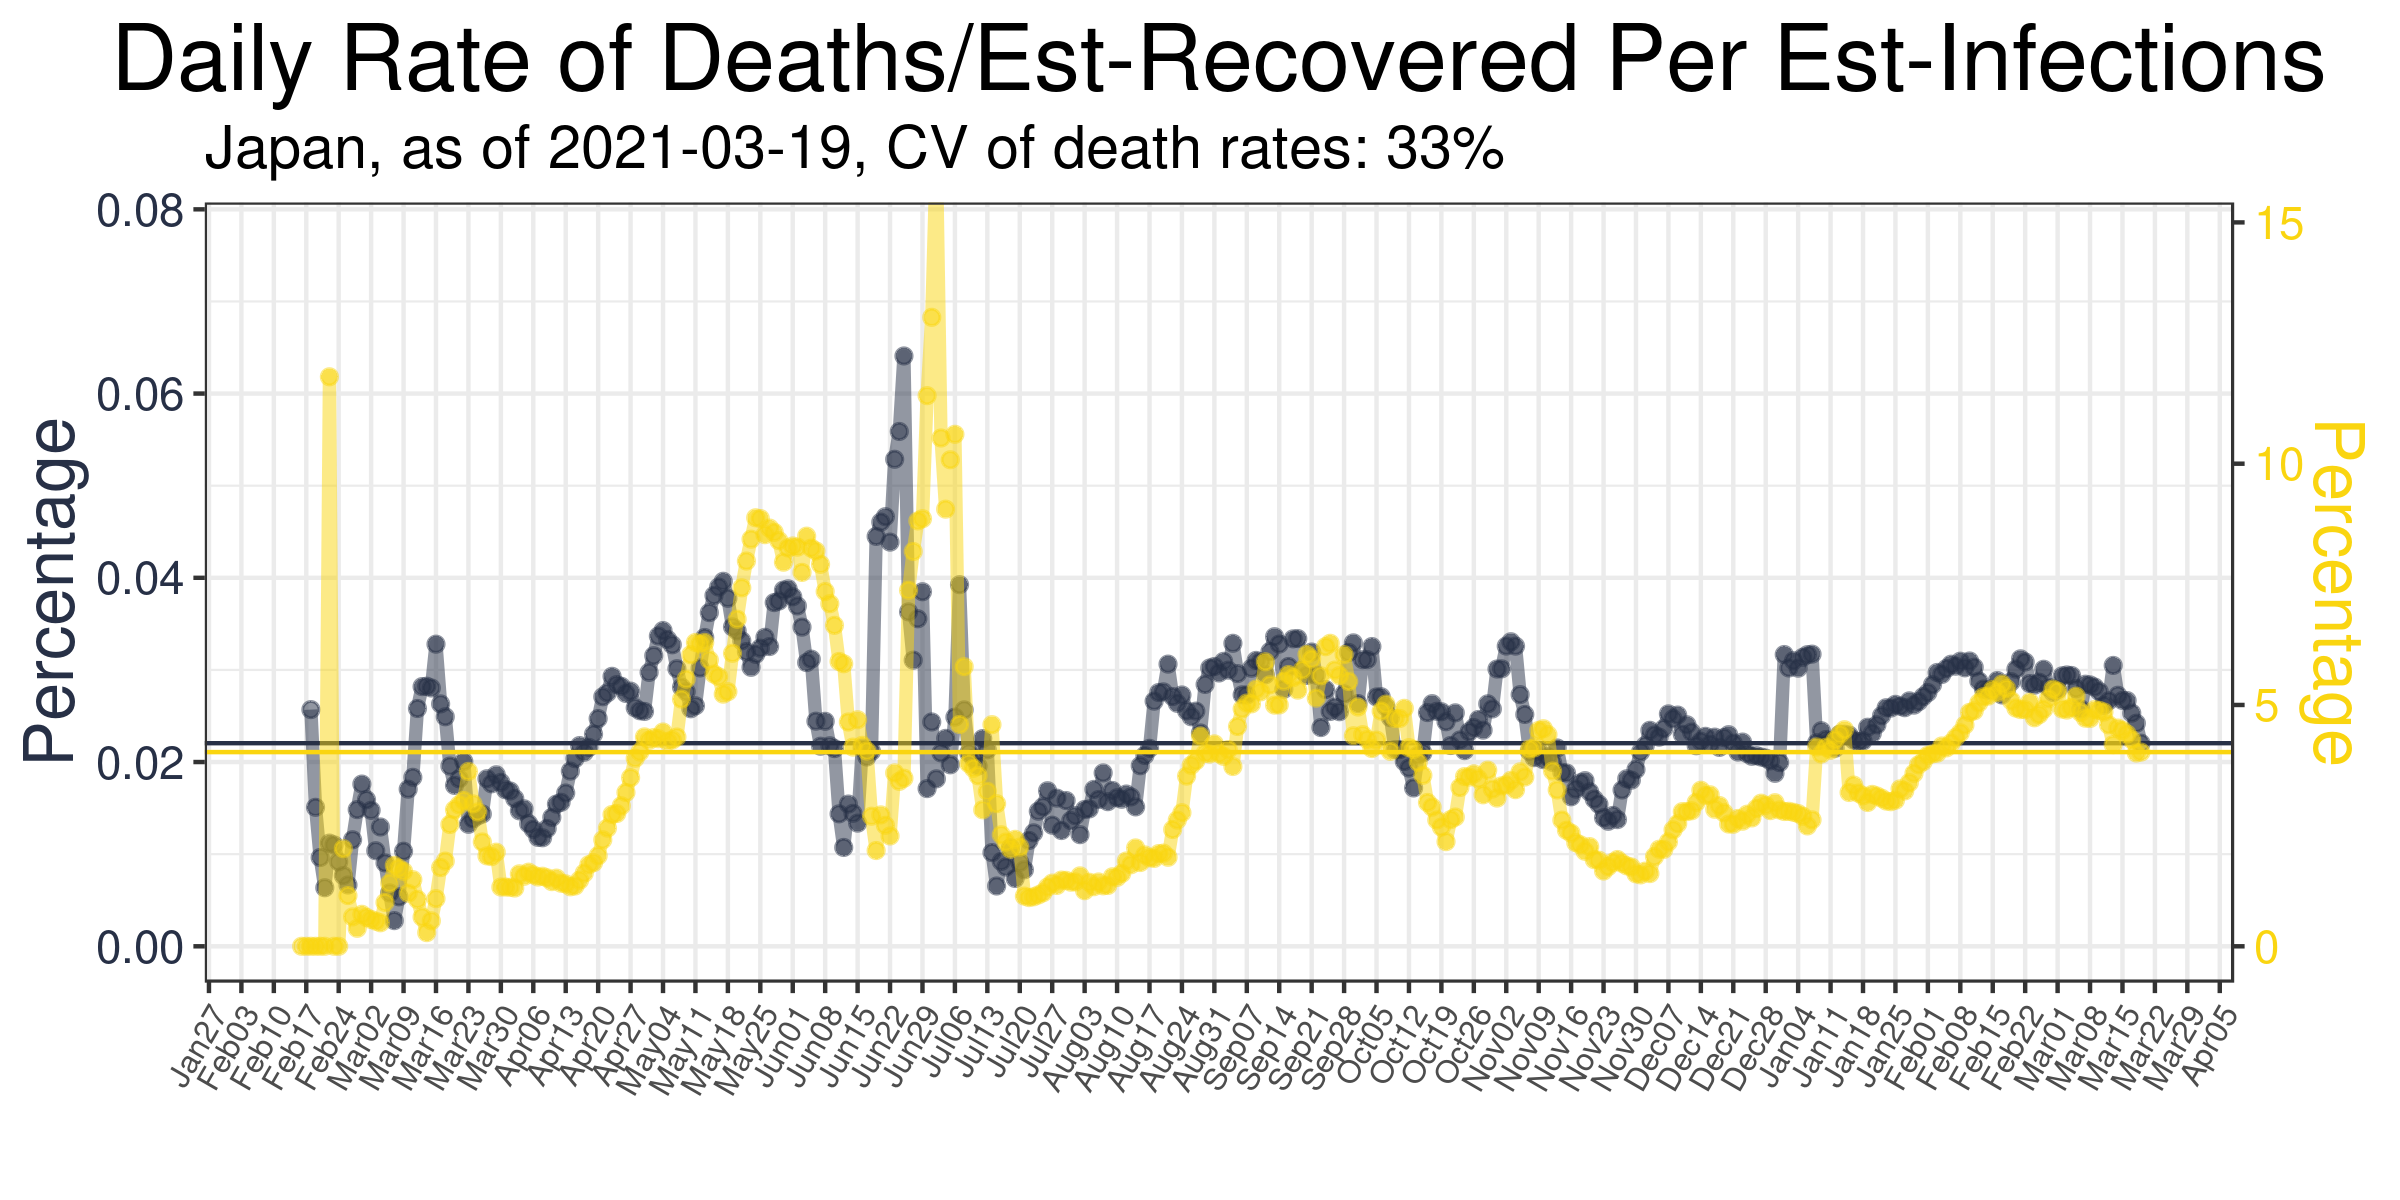 Daily Rate of Deaths/Est-Recovered Per Est-Infections
Japan, as of 2021-03-19, CV of death rates: 33%
Percentage
0.08
0.06
0.04
0.02
0.00
15
10
5
0
Percentage
Jan27
Feb03
Feb10
Feb17
Feb24
Mar02
Mar09
Mar16
Mar23
Mar30
Apr06
Apr13
Apr20
Apr27
May04
May11
May18
May25
Jun01
Jun08
Jun15
Jun22
Jun29
Jul06
Jul13
Jul20
Jul27
Aug03
Aug10
Aug17
Aug24
Aug31
Sep07
Sep14
Sep21
Sep28
Oct05
Oct12
Oct19
Oct26
Nov02
Nov09
Nov16
Nov23
Nov30
Dec07
Dec14
Dec21
Dec28
Jan04
Jan11
Jan18
Jan25
Feb01
Feb08
Feb15
Feb22
Mar01
Mar08
Mar15
Mar22
Mar29
Apr05